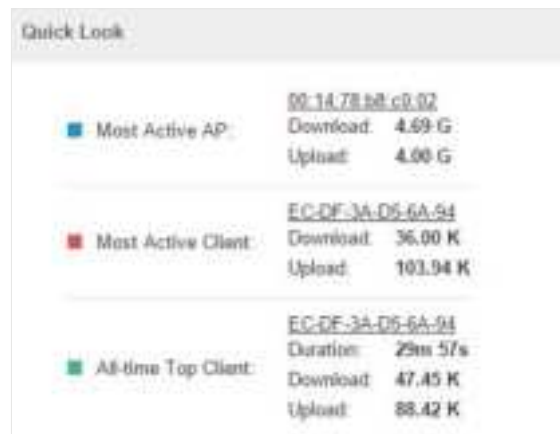 Quick Look
00:14:78:b8:c0:02
Most Active AP:
Download: 4.69 G
Upload: 4.00 G
EC-DF-3A-D5-6A-94
Most Active Client:
Download: 36.00 K
Upload: 103.94 K
EC-DF-3A-D5-6A-94
Duration: 29m 57s
All-time Top Client:
Download: 47.45 K
Upload: 88.42 K